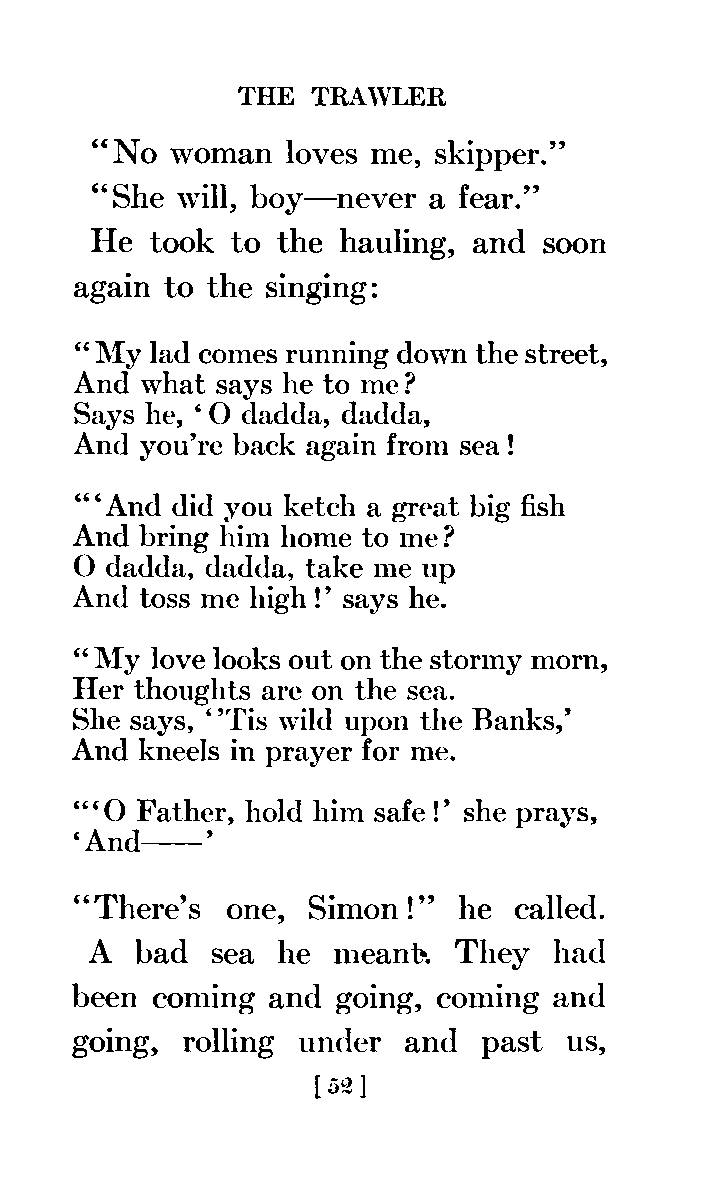 THE TRAWLER
“No woman loves me, skipper.”
“She will, boy—never a fear.”
He took to the hauling, and soon
again to the singing:
“My lad comes running down the street,
And what says he to me?
Says he, ‘O dadda, dadda,
And you’re back again from sea!
“‘And did you ketch a great big fish
And bring him home to me?
O dadda, dadda, take me up
And toss me high!’ says he.
“My love looks out on the stormy morn,
Her thoughts are on the sea.
She says, ‘’Tis wild upon the Banks,’
And kneels in prayer for me.
“‘O Father, hold him safe!’ she prays,
‘And——’
“There’s one, Simon!” he called.
A bad sea he meant. They had
been coming and going, coming and
going, rolling under and past us,
[52]